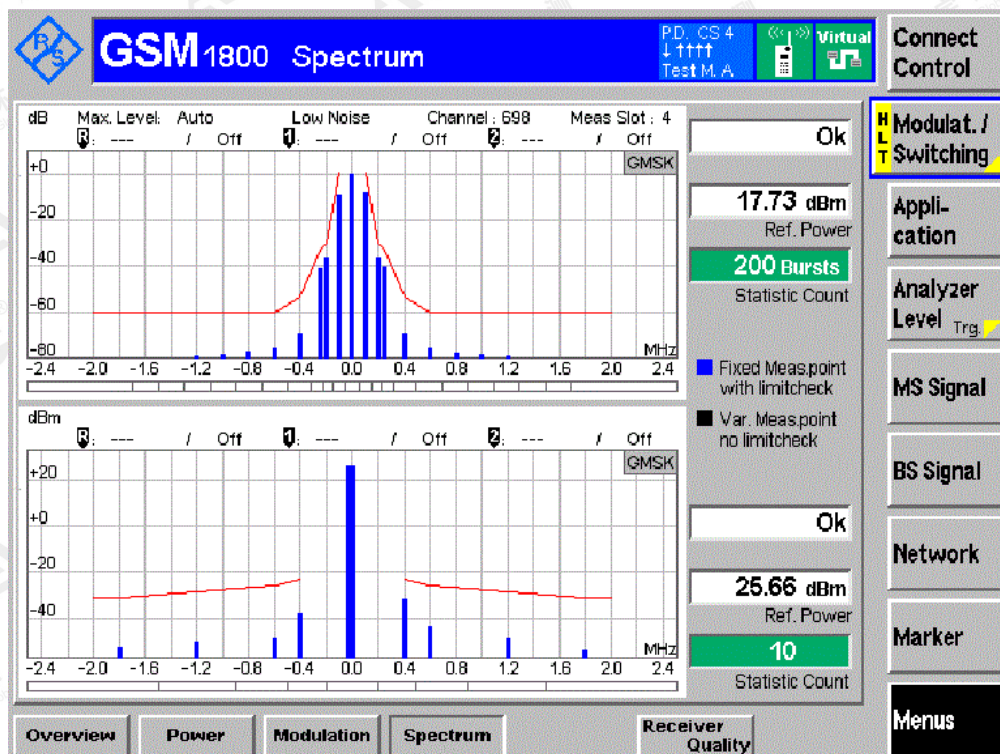 R S
GSM 1800 Spectrum
P.D. CS 4
↓ ↑↑↑↑
Test M. A
Virtual
Connect Control
dB Max. Level: Auto Low Noise Channel : 698 Meas Slot : 4
R : --- / Off 1 : --- / Off 2 : --- / Off
GMSK
+0
-20
-40
-60
-80
MHz
-2.4 -2.0 -1.6 -1.2 -0.8 -0.4 0.0 0.4 0.8 1.2 1.6 2.0 2.4
Ok
17.73 dBm
Ref. Power
200 Bursts
Statistic Count
Fixed Meas.point
with limitcheck
Var. Meas.point
no limitcheck
dBm
R : --- / Off 1 : --- / Off 2 : --- / Off
GMSK
+20
+0
-20
-40
MHz
-2.4 -2.0 -1.6 -1.2 -0.8 -0.4 0.0 0.4 0.8 1.2 1.6 2.0 2.4
Ok
25.66 dBm
Ref. Power
10
Statistic Count
HLT
Modulat. /
Switching
Appli-
cation
Analyzer
Level Trg.
MS Signal
BS Signal
Network
Marker
Menus
Overview Power Modulation Spectrum Receiver
Quality